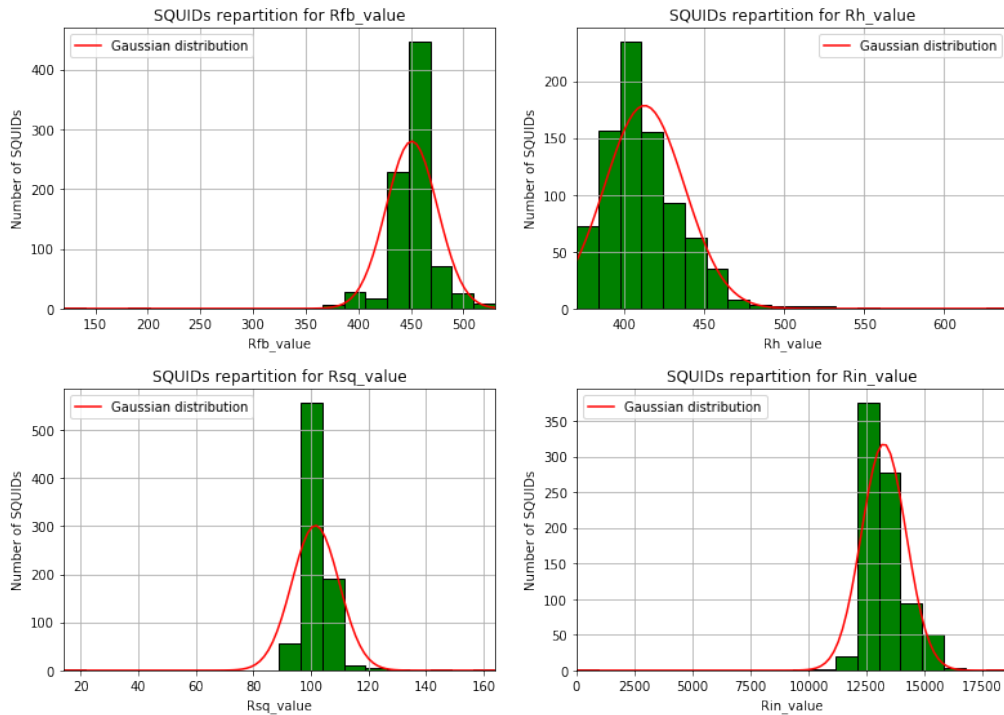 SQUIDs repartition for Rfb_value
Gaussian distribution
400
300
200
100
0
Number of SQUIDs
150 200 250 300 350 400 450 500
Rfb_value
SQUIDs repartition for Rh_value
Gaussian distribution
200
150
100
50
0
Number of SQUIDs
400 450 500 550 600
Rh_value
SQUIDs repartition for Rsq_value
Gaussian distribution
500
400
300
200
100
0
Number of SQUIDs
20 40 60 80 100 120 140 160
Rsq_value
SQUIDs repartition for Rin_value
Gaussian distribution
350
300
250
200
150
100
50
0
Number of SQUIDs
0 2500 5000 7500 10000 12500 15000 17500
Rin_value